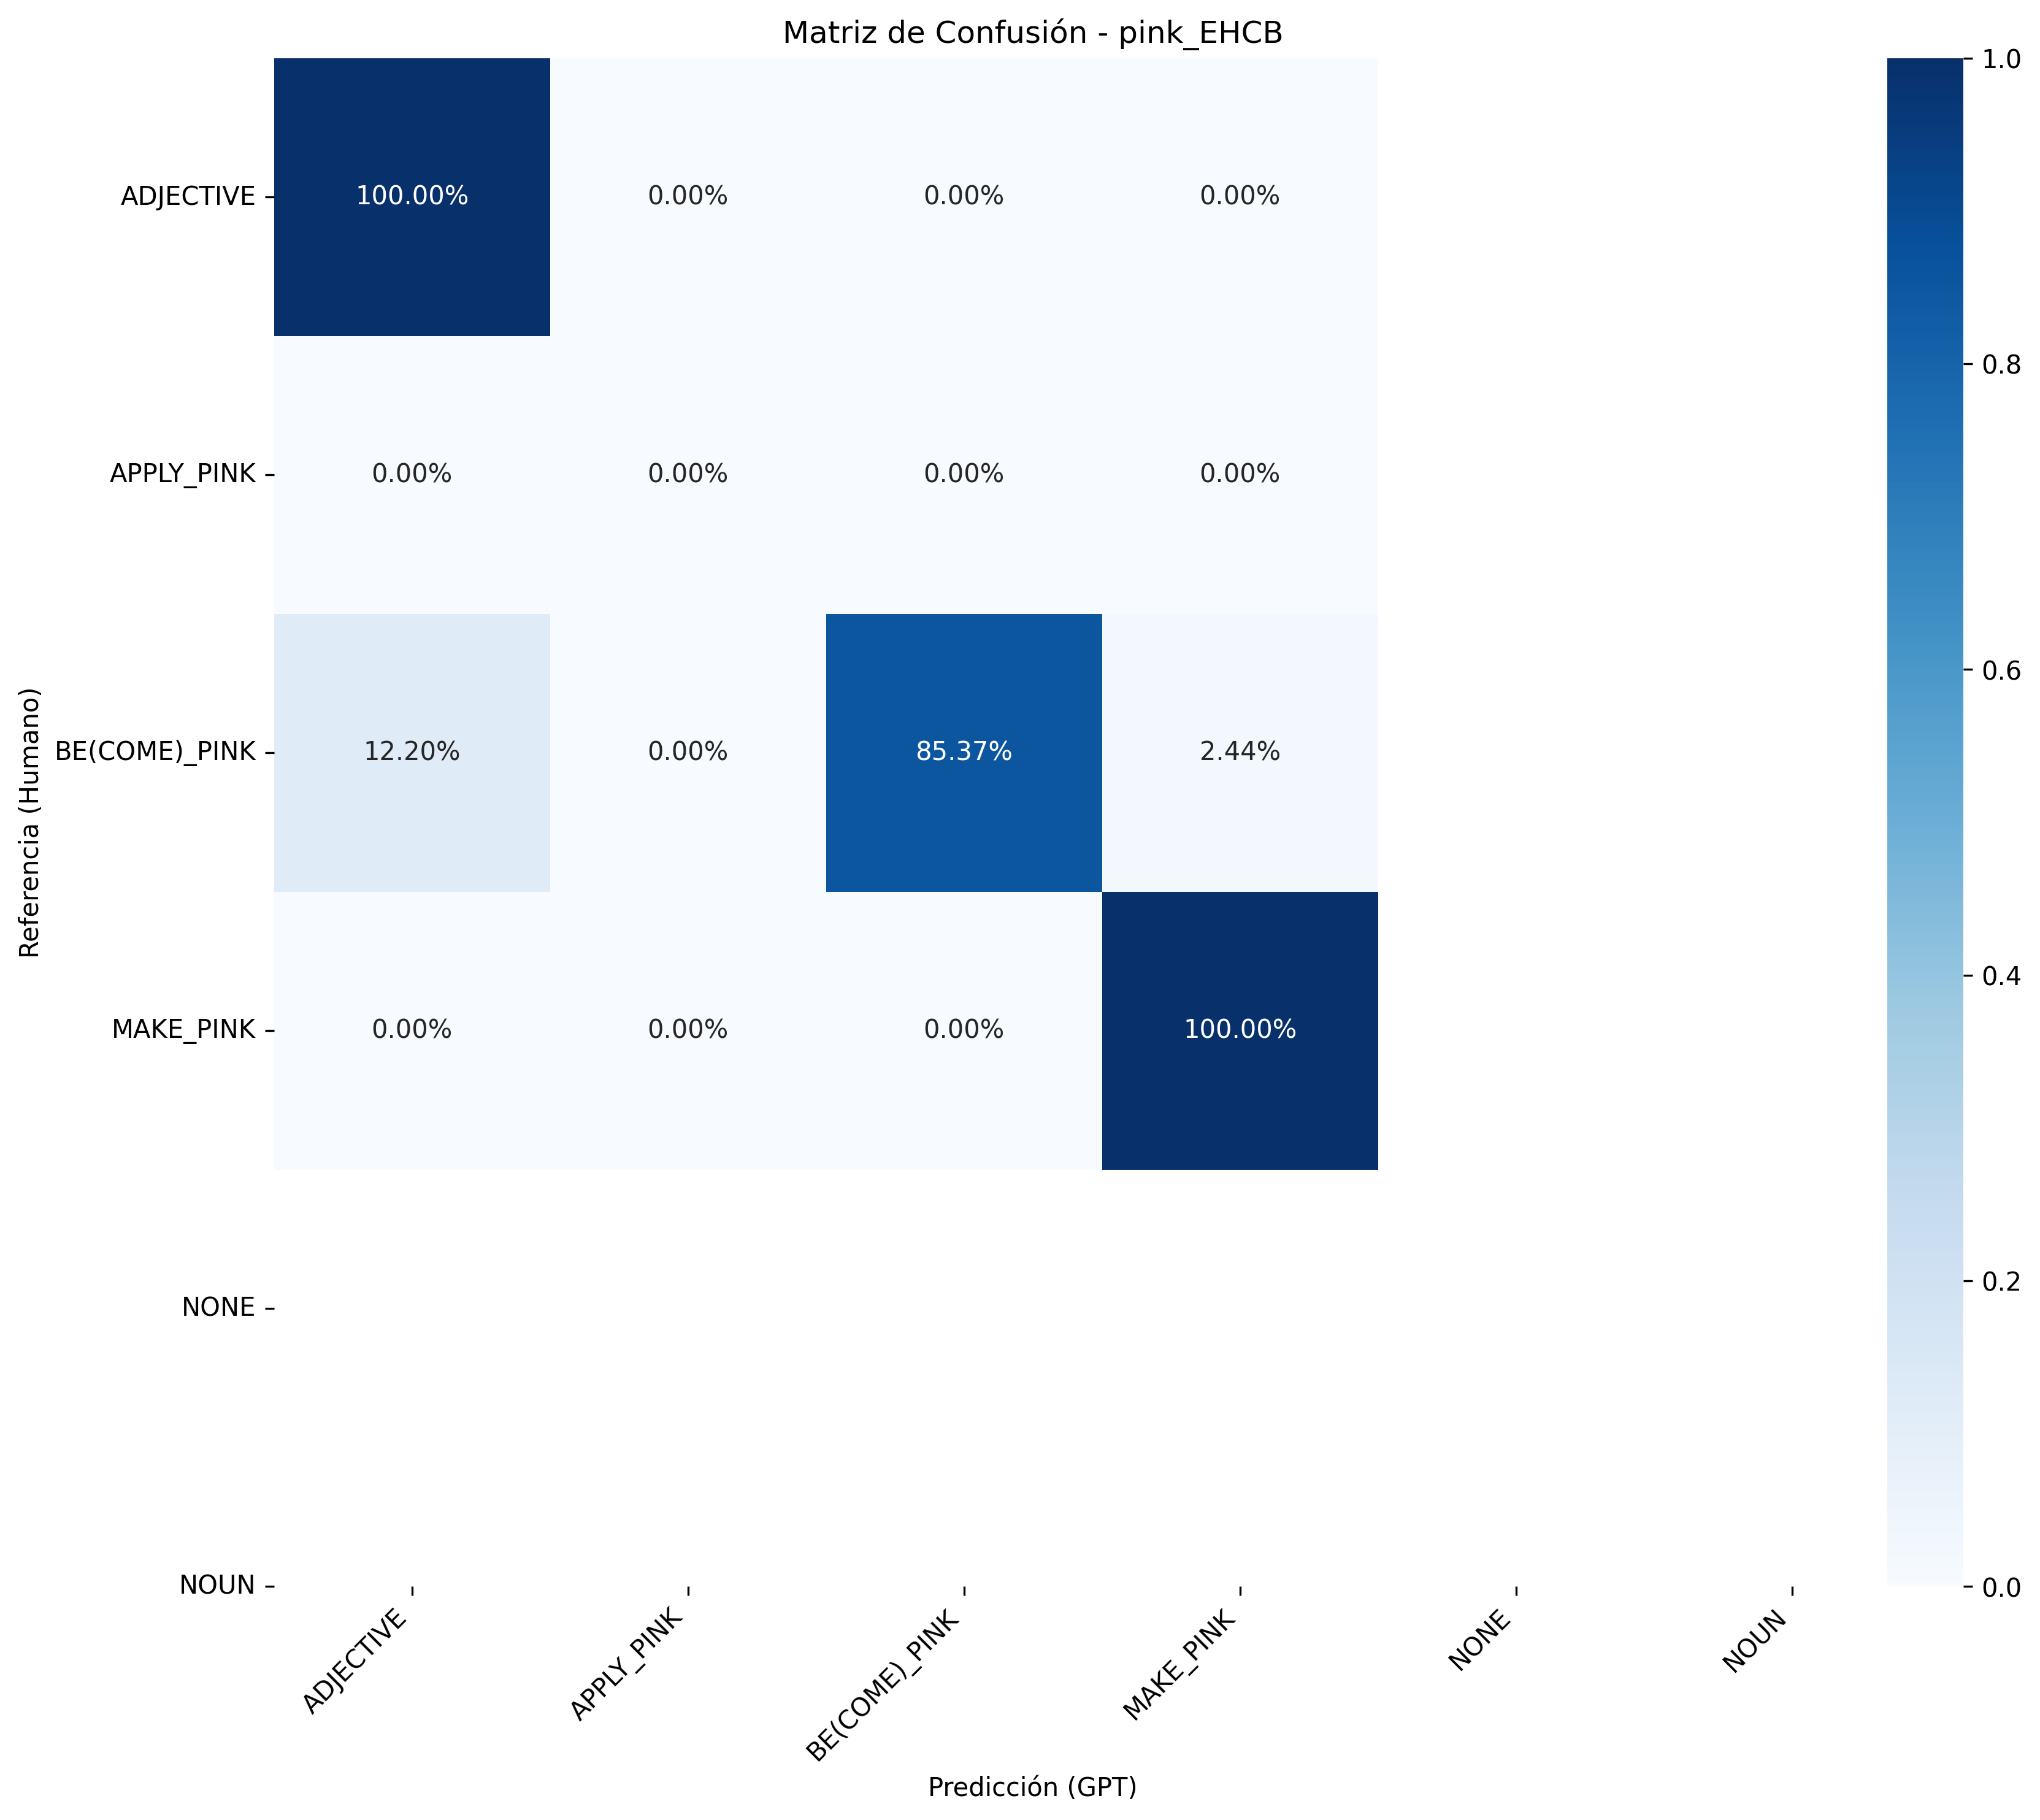 Matriz de Confusión - pink_EHCB
ADJECTIVE 100.00% 0.00% 0.00% 0.00%
APPLY_PINK 0.00% 0.00% 0.00% 0.00%
BE(COME)_PINK 12.20% 0.00% 85.37% 2.44%
MAKE_PINK 0.00% 0.00% 0.00% 100.00%
NONE
NOUN
Referencia (Humano)
ADJECTIVE APPLY_PINK BE(COME)_PINK MAKE_PINK NONE NOUN
Predicción (GPT)
1.0
0.8
0.6
0.4
0.2
0.0